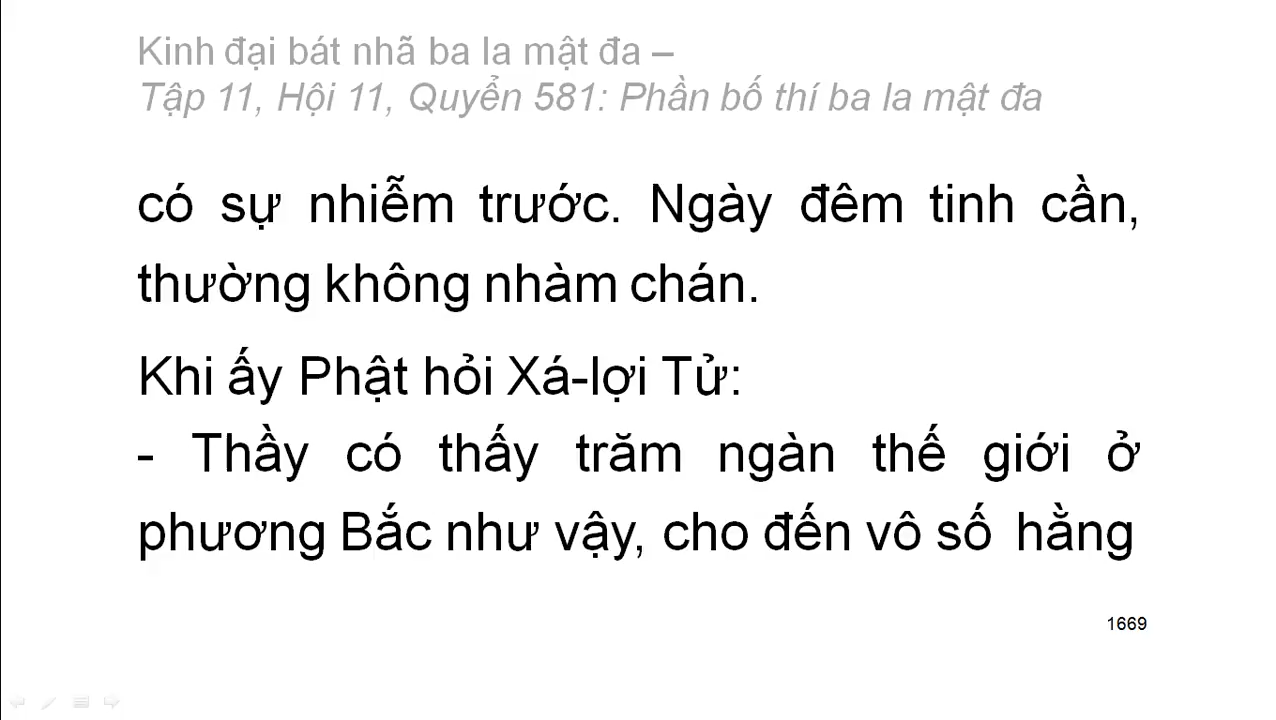 Kinh đại bát nhã ba la mật đa –
Tập 11, Hội 11, Quyển 581: Phần bố thí ba la mật đa
có sự nhiễm trước. Ngày đêm tinh cần,
thường không nhàm chán.
Khi ấy Phật hỏi Xá-lợi Tử:
- Thầy có thấy trăm ngàn thế giới ở
phương Bắc như vậy, cho đến vô số hằng
1669